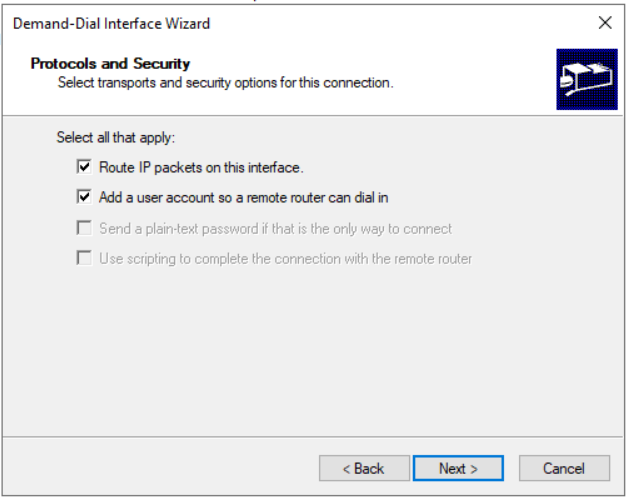 Demand-Dial Interface Wizard
Protocols and Security
Select transports and security options for this connection.
Select all that apply:
Route IP packets on this interface.
Add a user account so a remote router can dial in
Send a plain-text password if that is the only way to connect
Use scripting to complete the connection with the remote router
< Back
Next >
Cancel